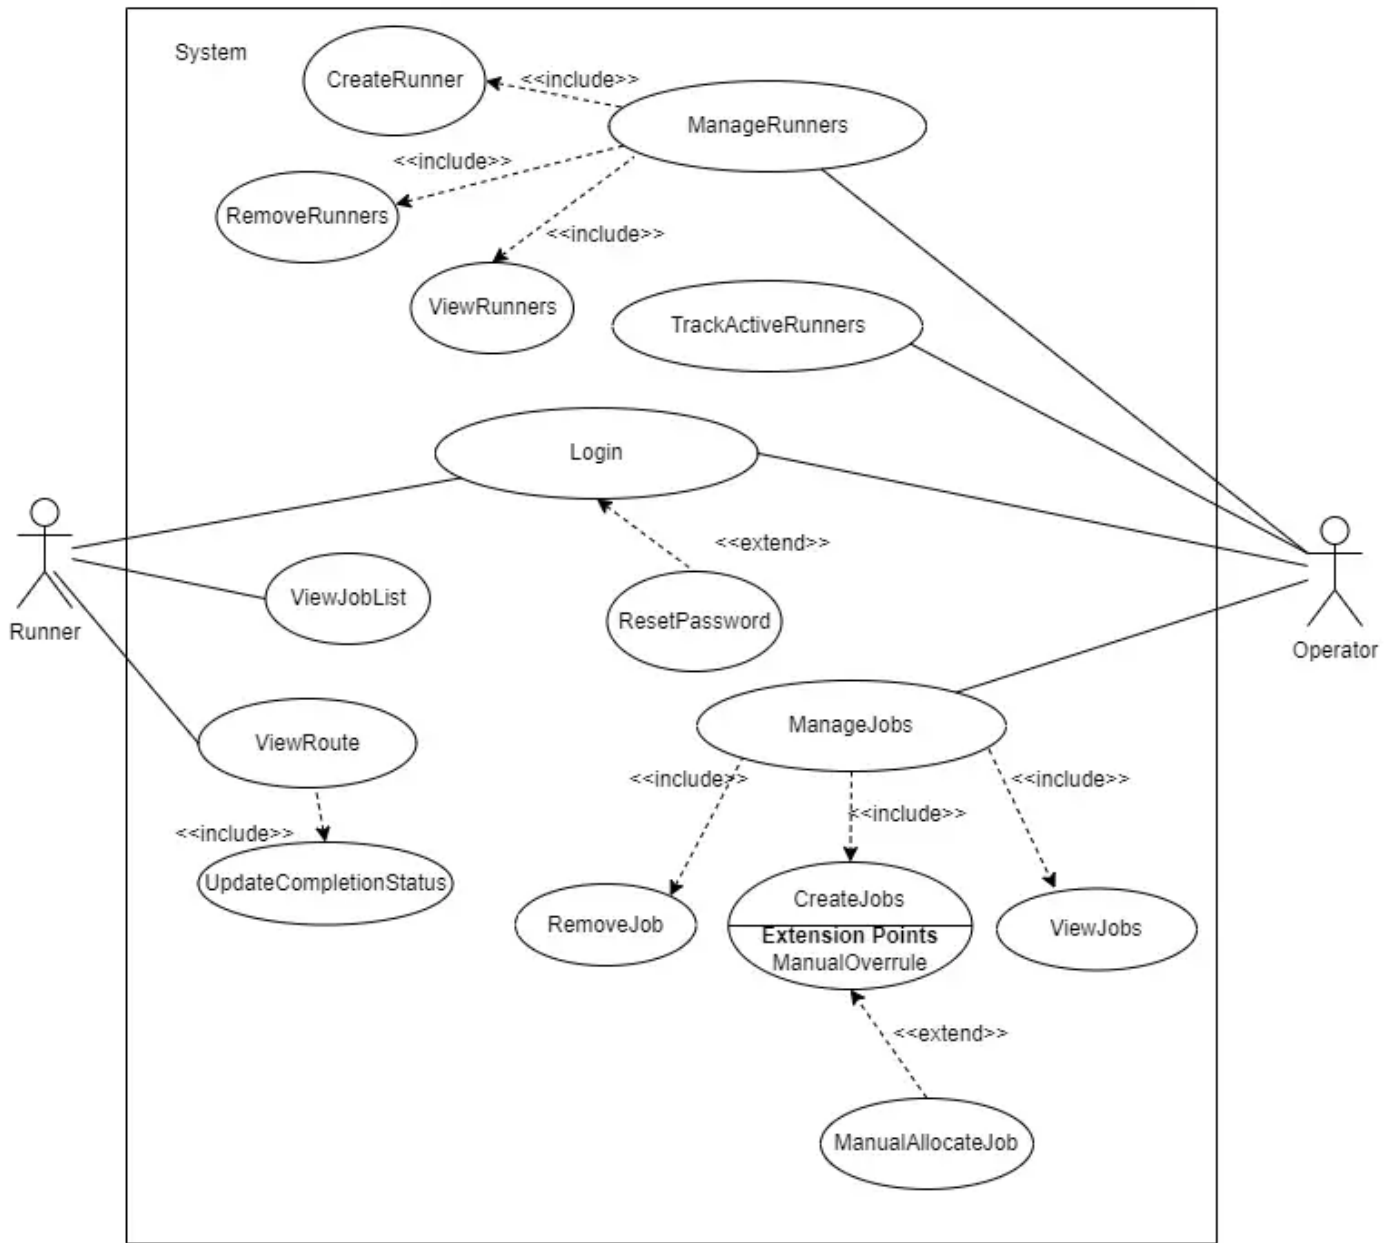 System
CreateRunner
<<include>>
ManageRunners
<<include>>
RemoveRunners
<<include>>
ViewRunners
TrackActiveRunners
Login
<<extend>>
ViewJobList
ResetPassword
Runner
Operator
ViewRoute
ManageJobs
<<include>>
<<include>>
<<include>>
<<include>>
UpdateCompletionStatus
RemoveJob
CreateJobs
Extension Points
ManualOverrule
ViewJobs
<<extend>>
ManualAllocateJob